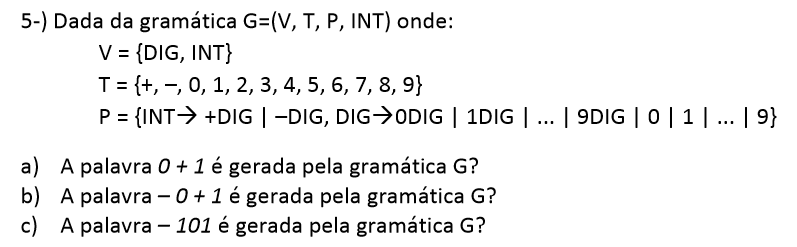 5-) Dada da gramática G=(V, T, P, INT) onde:
V = {DIG, INT}
T = {+, –, 0, 1, 2, 3, 4, 5, 6, 7, 8, 9}
P = {INT→ +DIG | –DIG, DIG→0DIG | 1DIG | ... | 9DIG | 0 | 1 | ... | 9}
a) A palavra 0 + 1 é gerada pela gramática G?
b) A palavra – 0 + 1 é gerada pela gramática G?
c) A palavra – 101 é gerada pela gramática G?